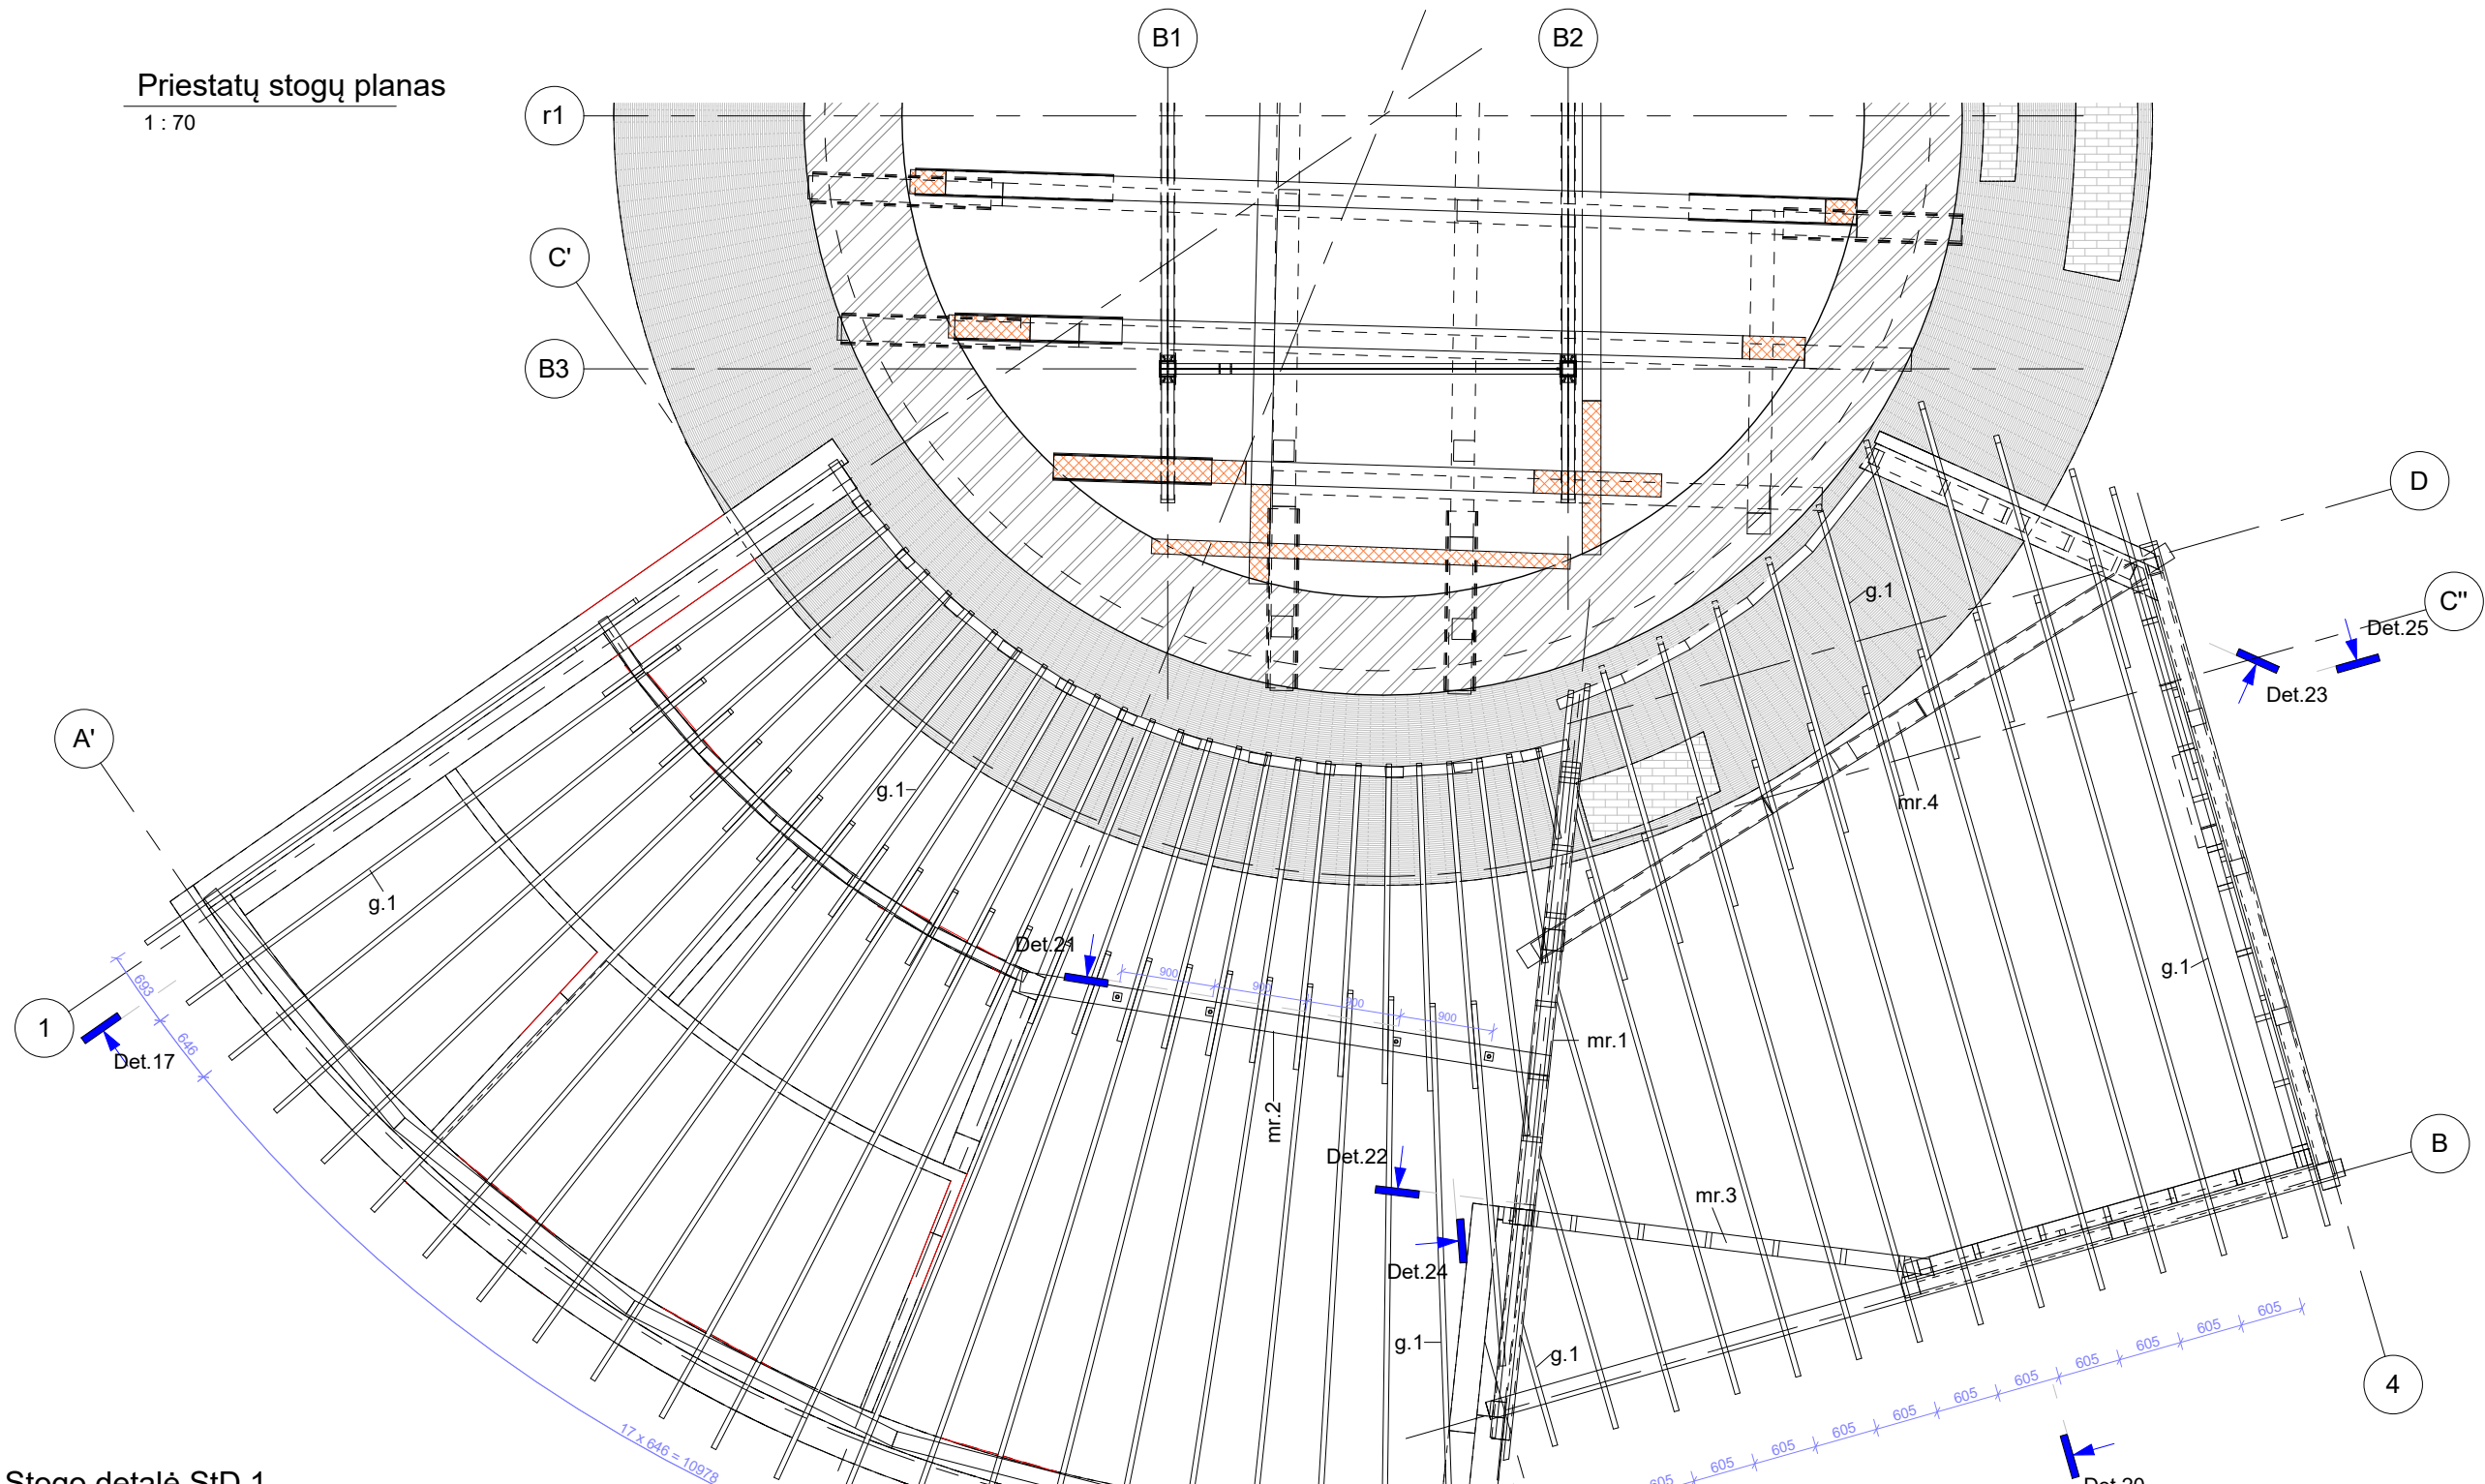 B1
B2
Priestatų stogų planas
1 : 70
r1
C'
B3
D
C''
Det.25
Det.23
g.1
A'
g.1
mr.4
g.1
Det.21
900
900
900
900
g.1
693
1
646
Det.17
mr.1
mr.2
B
Det.22
mr.3
Det.24
g.1
g.1
605
605
605
605
605
605
605
605
605
605
605
4
17 x 646 = 10978
Stogo detalė StD.1
Det.20